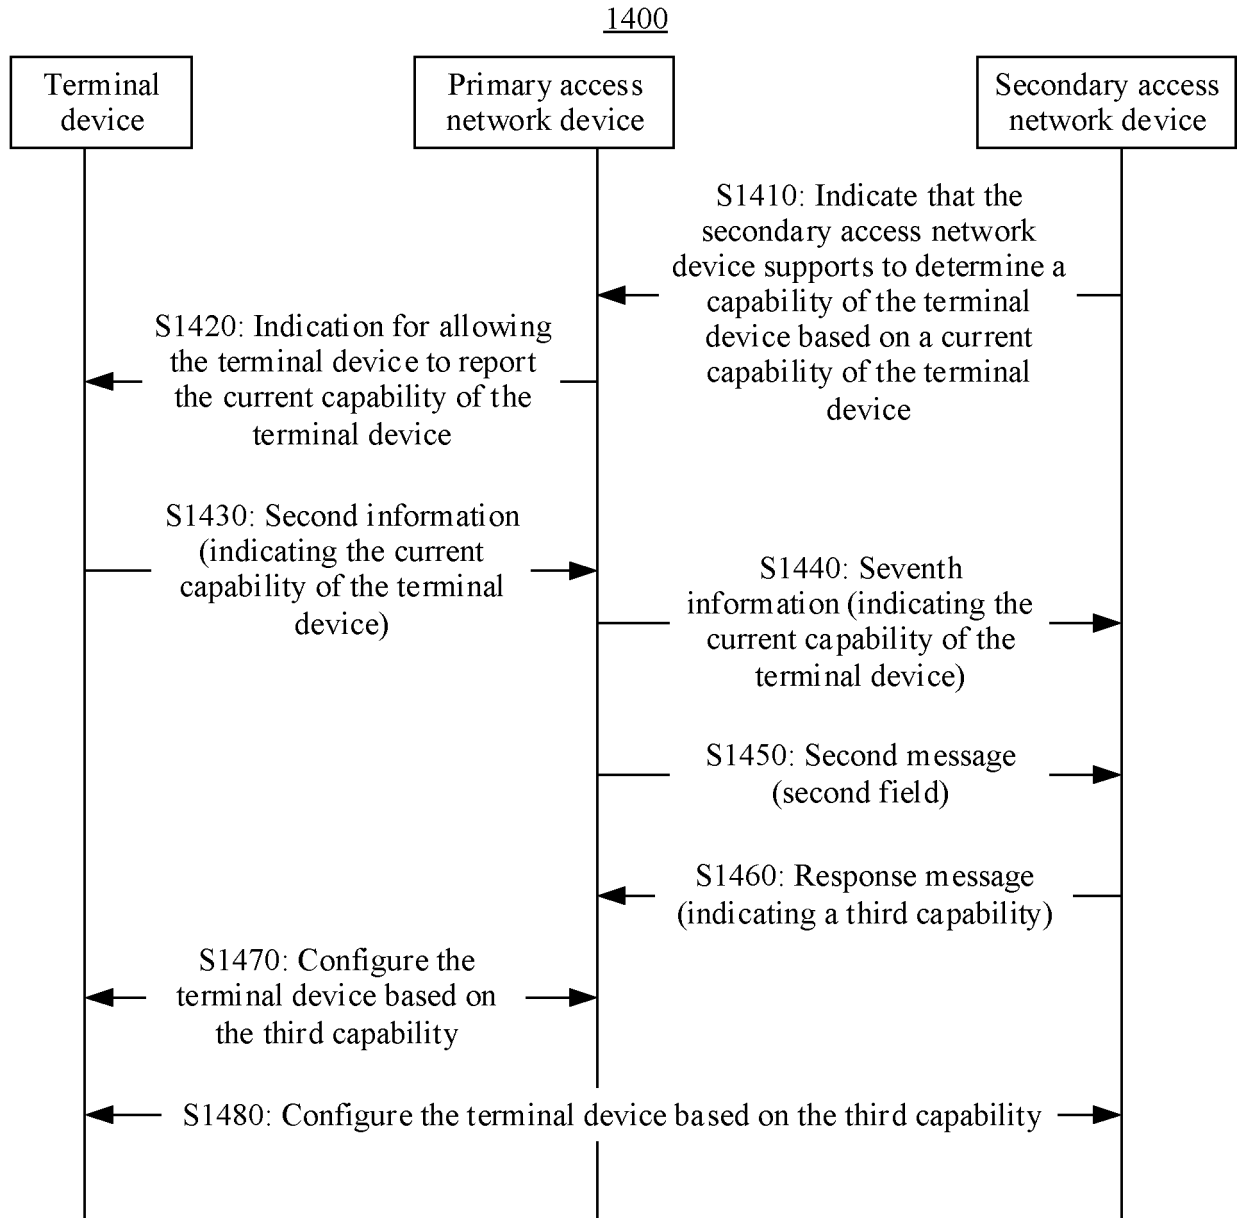 1400
Terminal
device
Primary access
network device
Secondary access
network device
S1410: Indicate that the
secondary access network
device supports to determine a
capability of the terminal
device based on a current
capability of the terminal
device
S1420: Indication for allowing
the terminal device to report
the current capability of the
terminal device
S1430: Second information
(indicating the current
capability of the terminal
device)
S1440: Seventh
information (indicating the
current capability of the
terminal device)
S1450: Second message
(second field)
S1460: Response message
(indicating a third capability)
S1470: Configure the
terminal device based on
the third capability
S1480: Configure the terminal device based on the third capability